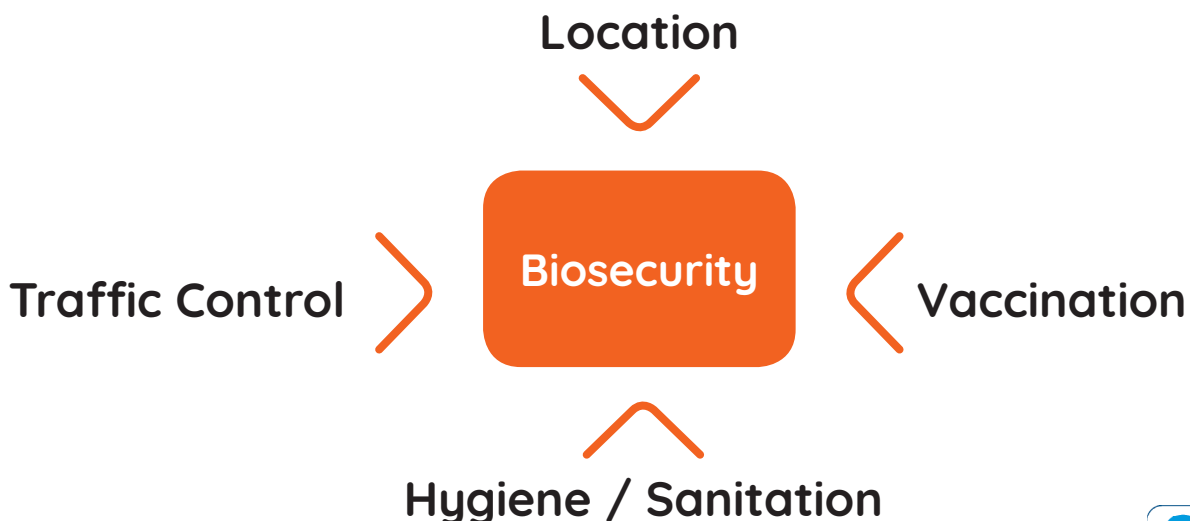 Location
Biosecurity
Traffic Control
Vaccination
Hygiene / Sanitation